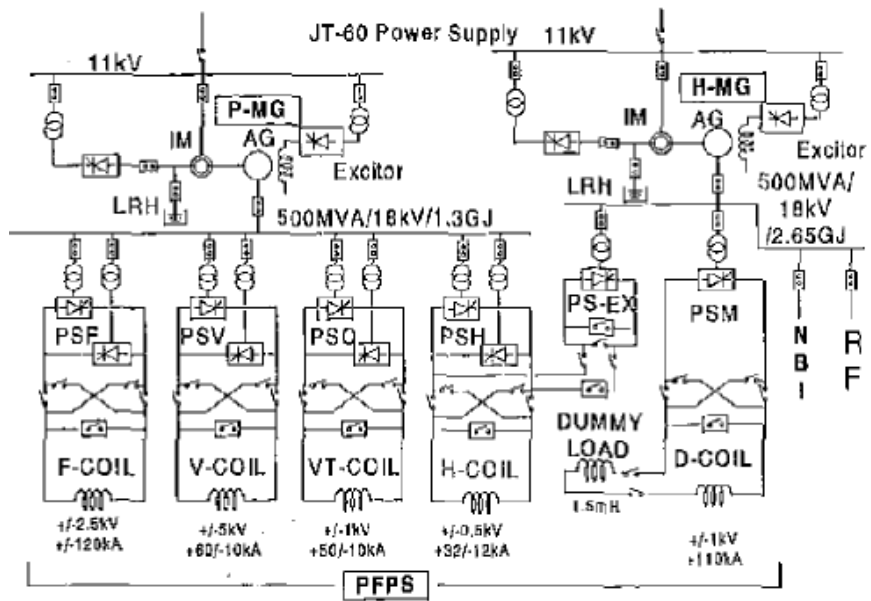 JT-60 Power Supply
11kV
11kV
P-MG
H-MG
IM
AG
IM
AG
Excitor
Excitor
LRH
LRH
500MVA/18kV/1.3GJ
500MVA/
18kV
/2.65GJ
PSF
PSV
PSQ
PSH
PS-EX
PSM
NBI
RF
DUMMY
LOAD
F-COIL
V-COIL
VT-COIL
H-COIL
D-COIL
1.5mH
+/-2.5kV
+/-120kA
+/-5kV
+60/-10kA
+/-1kV
+50/-10kA
+/-0.5kV
+32/-12kA
+/-1kV
+110kA
PFPS